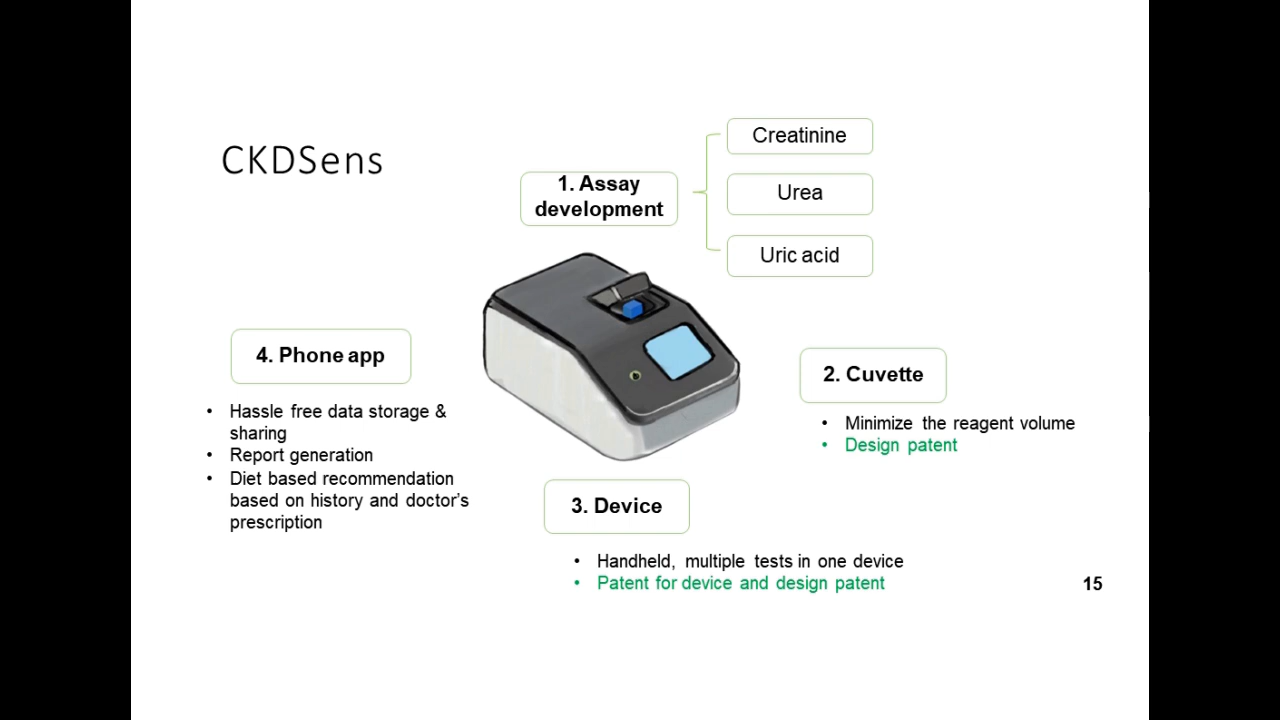 CKDSens
1. Assay
development
Creatinine
Urea
Uric acid
2. Cuvette
• Minimize the reagent volume
• Design patent
3. Device
• Handheld, multiple tests in one device
• Patent for device and design patent
4. Phone app
• Hassle free data storage &
sharing
• Report generation
• Diet based recommendation
based on history and doctor’s
prescription
15